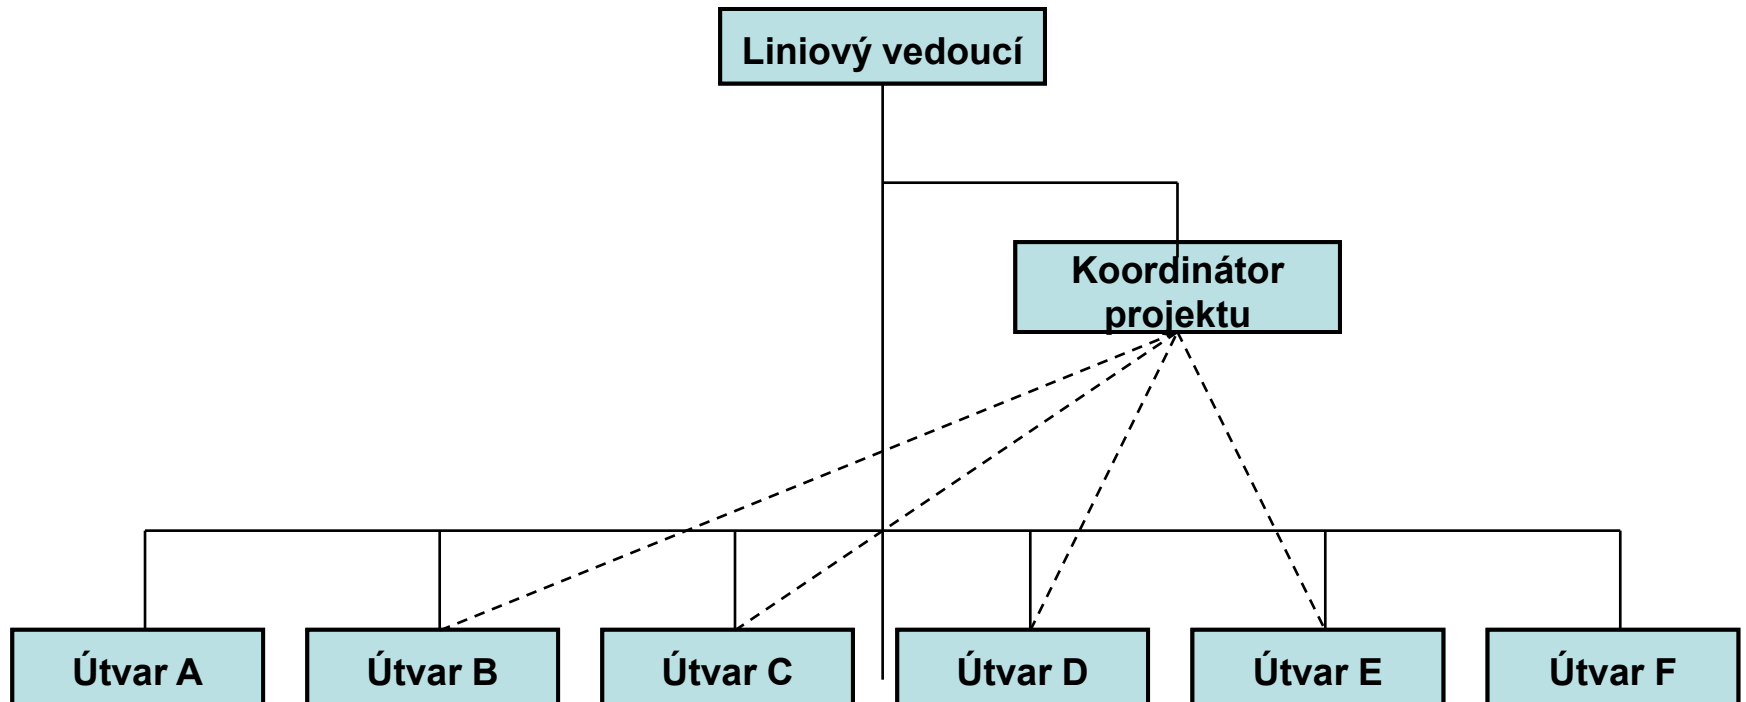 Liniový vedoucí
Koordinátor
projektu
Útvar A
Útvar B
Útvar C
Útvar D
Útvar E
Útvar F